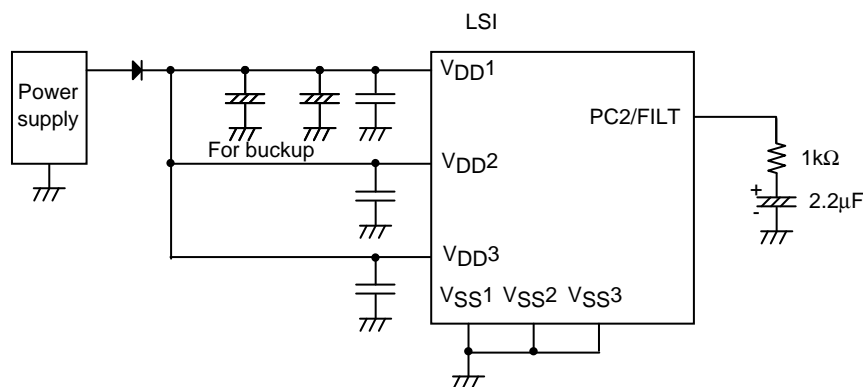 LSI
Power
supply
VDD1
For buckup
VDD2
VDD3
VSS1 VSS2 VSS3
PC2/FILT
1kΩ
+
-
2.2µF